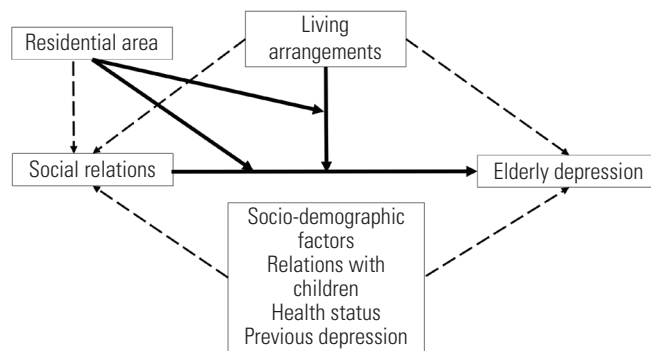 Residential area
Living
arrangements
Social relations
Elderly depression
Socio-demographic
factors
Relations with
children
Health status
Previous depression